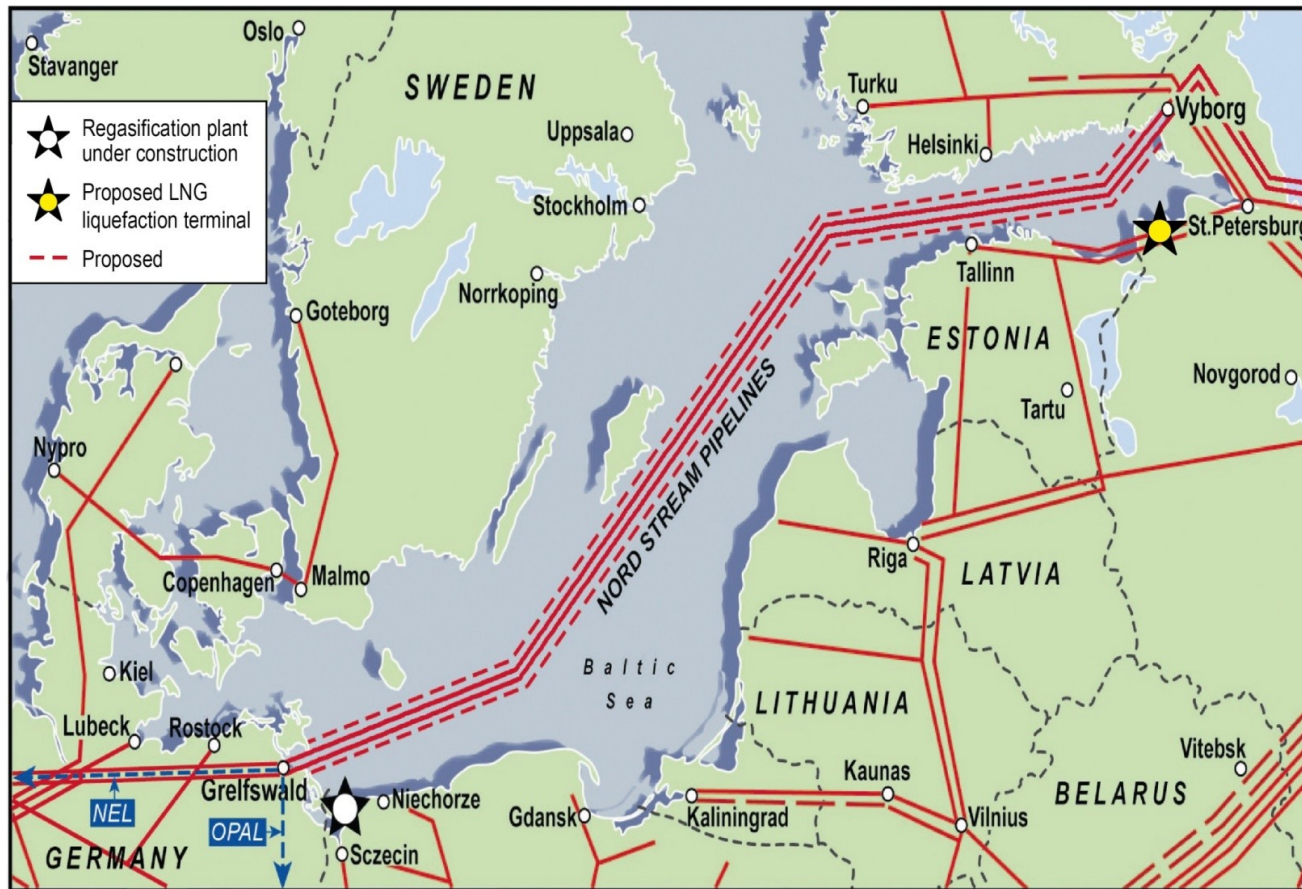 Oslo
Stavanger
SWEDEN
Turku
Vyborg
Regasification plant
under construction
Proposed LNG
liquefaction terminal
Proposed
Uppsala
Helsinki
Stockholm
St.Petersburg
Tallinn
Norrkoping
Goteborg
ESTONIA
Novgorod
Tartu
NORD STREAM PIPELINES
Nypro
Riga
LATVIA
Copenhagen
Malmo
Kiel
Baltic
Sea
LITHUANIA
Lubeck
Rostock
Vitebsk
Grelfswald
Niechorze
Kaunas
BELARUS
NEL
Gdansk
Kaliningrad
Vilnius
OPAL
GERMANY
Sczecin